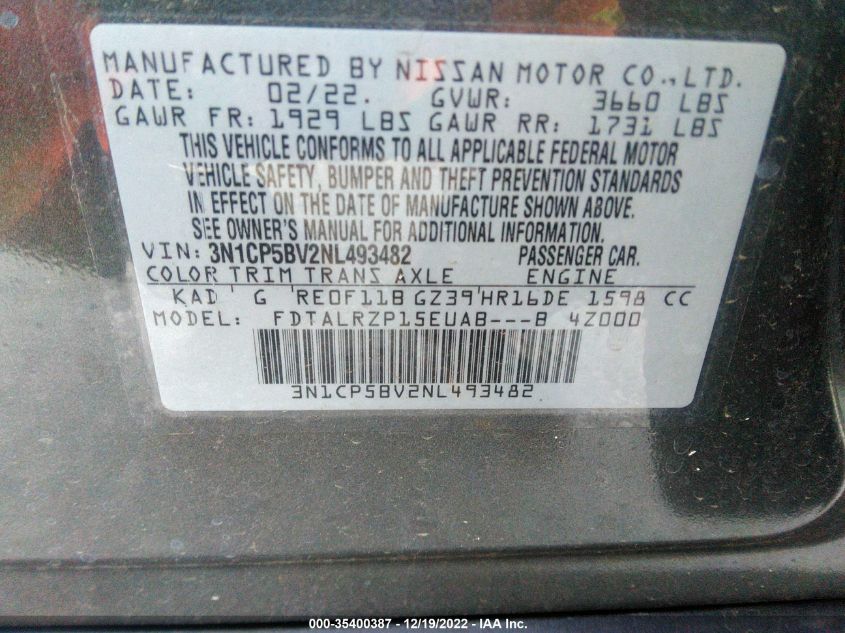 MANUFACTURED BY NISSAN MOTOR CO.,LTD.
DATE: 02/22. GVWR: 3660 LBS
GAWR FR: 1929 LBS GAWR RR: 1731 LBS
THIS VEHICLE CONFORMS TO ALL APPLICABLE FEDERAL MOTOR
VEHICLE SAFETY, BUMPER AND THEFT PREVENTION STANDARDS
IN EFFECT ON THE DATE OF MANUFACTURE SHOWN ABOVE.
SEE OWNER'S MANUAL FOR ADDITIONAL INFORMATION.
VIN: 3N1CP5BV2NL493482 PASSENGER CAR.
COLOR TRIM TRANS AXLE ENGINE
KAD G RE0F11B GZ39 HR16DE 1598 CC
MODEL: FDTALRZP15EUAB---B 4Z000
3N1CP5BV2NL493482
000-35400387 - 12/19/2022 - IAA Inc.